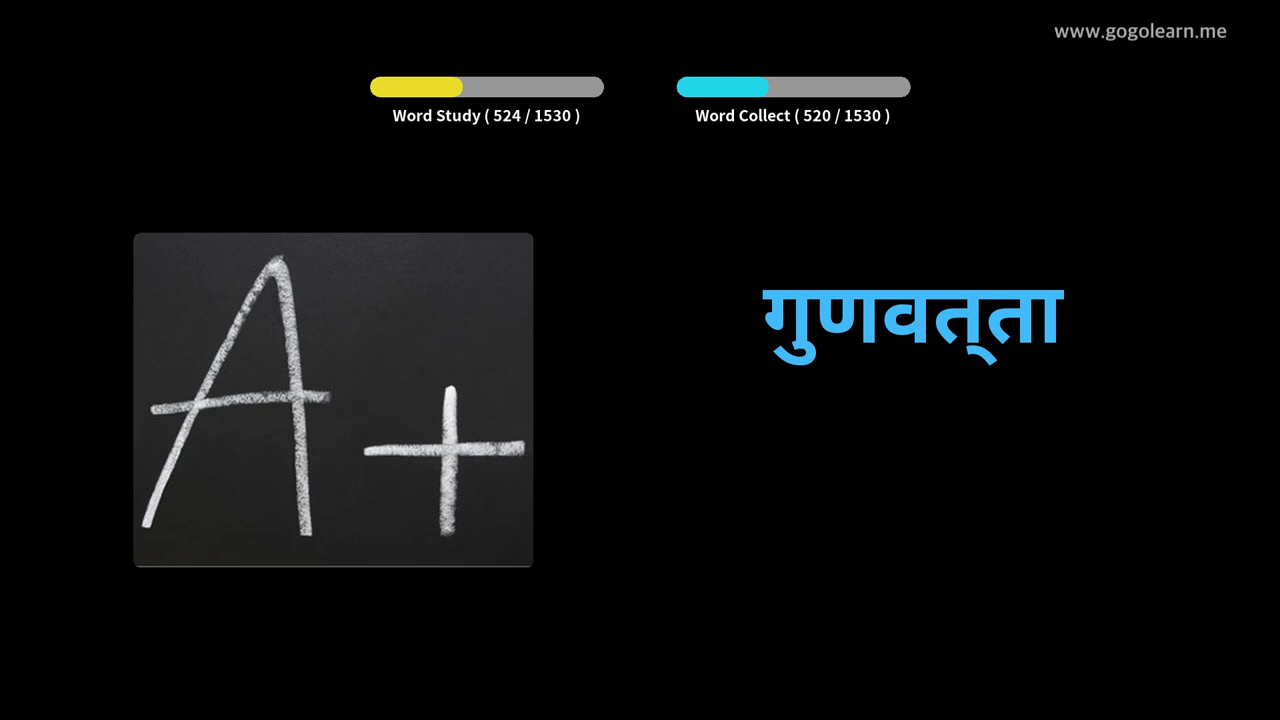 www.gogolearn.me
Word Study ( 524 / 1530 )
Word Collect ( 520 / 1530 )
A+
गुणवत्‌ता